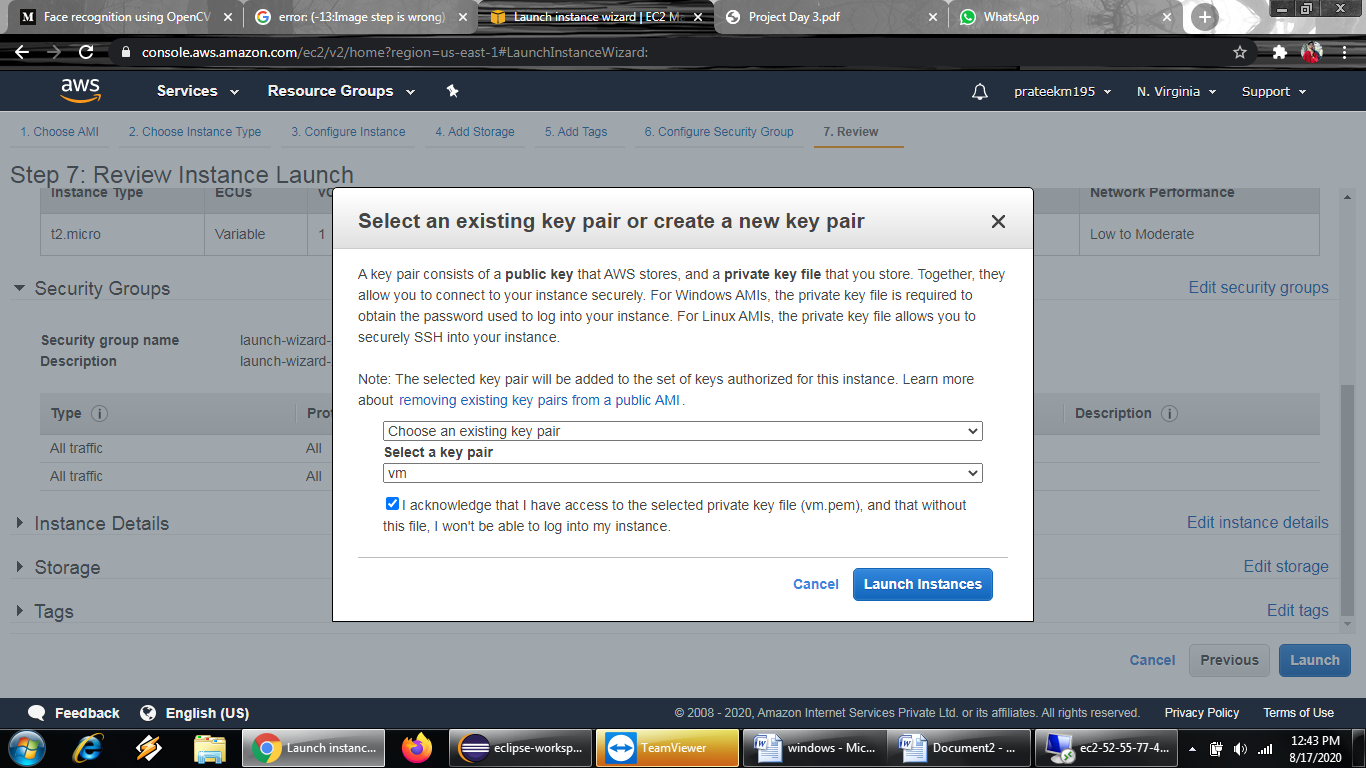 Face recognition using OpenCV
error: (-13:Image step is wrong)
Launch instance wizard | EC2 M
Project Day 3.pdf
WhatsApp
console.aws.amazon.com/ec2/v2/home?region=us-east-1#LaunchInstanceWizard:
aws
Services
Resource Groups
prateekm195
N. Virginia
Support
1. Choose AMI
2. Choose Instance Type
3. Configure Instance
4. Add Storage
5. Add Tags
6. Configure Security Group
7. Review
Step 7: Review Instance Launch
Instance Type
ECUs
Network Performance
t2.micro
Variable
1
Low to Moderate
Security Groups
Edit security groups
Security group name
launch-wizard-
Description
launch-wizard-
Type
Pro
Description
All traffic
All
All traffic
All
Instance Details
Edit instance details
Storage
Edit storage
Tags
Edit tags
Select an existing key pair or create a new key pair
A key pair consists of a public key that AWS stores, and a private key file that you store. Together, they
allow you to connect to your instance securely. For Windows AMIs, the private key file is required to
obtain the password used to log into your instance. For Linux AMIs, the private key file allows you to
securely SSH into your instance.
Note: The selected key pair will be added to the set of keys authorized for this instance. Learn more
about removing existing key pairs from a public AMI .
Choose an existing key pair
Select a key pair
vm
I acknowledge that I have access to the selected private key file (vm.pem), and that without
this file, I won't be able to log into my instance.
Cancel
Launch Instances
Cancel
Previous
Launch
Feedback
English (US)
© 2008 - 2020, Amazon Internet Services Private Ltd. or its affiliates. All rights reserved.
Privacy Policy
Terms of Use
Launch instanc...
eclipse-worksp...
TeamViewer
windows - Mic...
Document2 - ...
ec2-52-55-77-4...
12:43 PM
8/17/2020